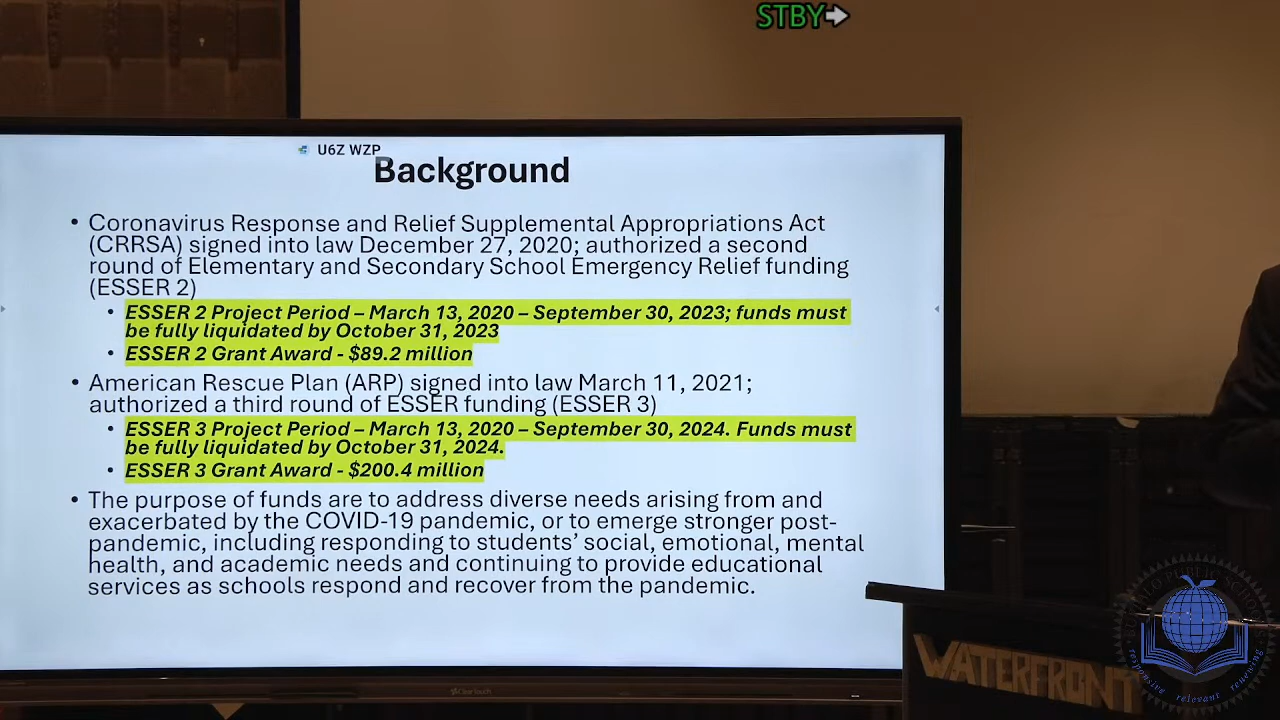 STBY
U6Z WZP
Background
• Coronavirus Response and Relief Supplemental Appropriations Act
(CRRSA) signed into law December 27, 2020; authorized a second
round of Elementary and Secondary School Emergency Relief funding
(ESSER 2)
• ESSER 2 Project Period – March 13, 2020 – September 30, 2023; funds must
be fully liquidated by October 31, 2023
• ESSER 2 Grant Award - $89.2 million
• American Rescue Plan (ARP) signed into law March 11, 2021;
authorized a third round of ESSER funding (ESSER 3)
• ESSER 3 Project Period – March 13, 2020 – September 30, 2024. Funds must
be fully liquidated by October 31, 2024.
• ESSER 3 Grant Award - $200.4 million
• The purpose of funds are to address diverse needs arising from and
exacerbated by the COVID-19 pandemic, or to emerge stronger post-
pandemic, including responding to students’ social, emotional, mental
health, and academic needs and continuing to provide educational
services as schools respond and recover from the pandemic.
ClearTouch
WATERFRONT
BUFFALO PUBLIC SCHOOLS
responsive relevant renewing